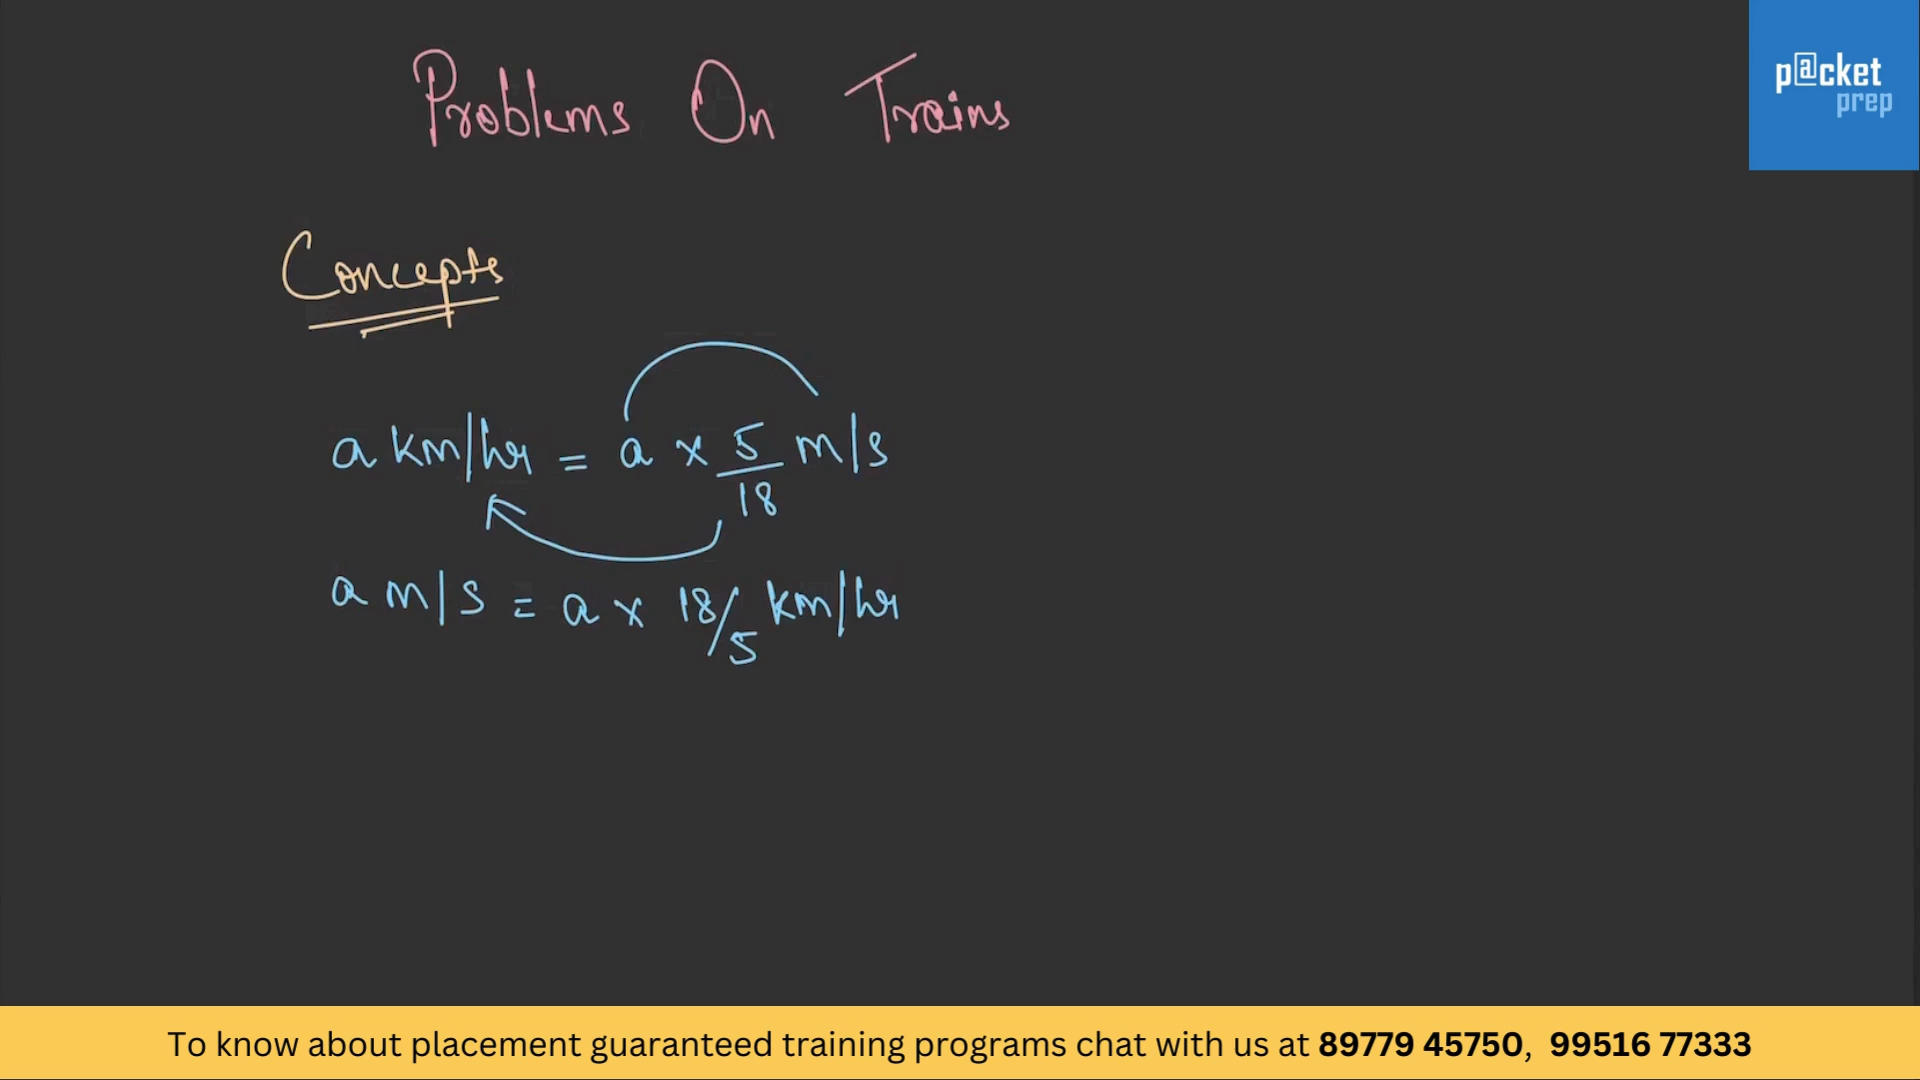 Problems On Trains
p@cket
prep
Concepts
a km/hr = a x 5/18 m/s
a m/s = a x 18/5 km/hr
To know about placement guaranteed training programs chat with us at 89779 45750, 99516 77333